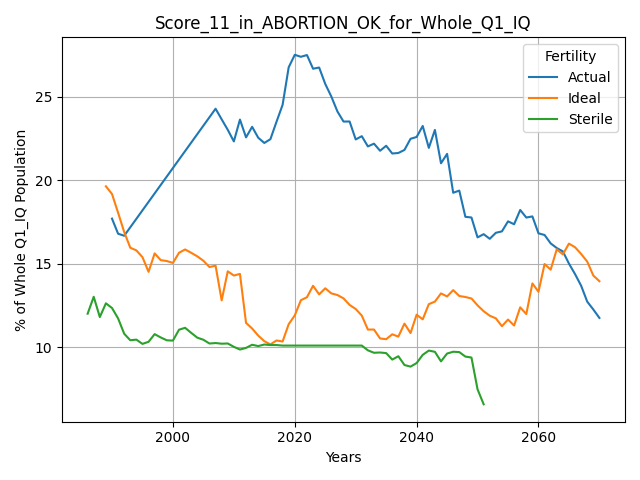 Score_11_in_ABORTION_OK_for_Whole_Q1_IQ
Fertility
Actual
Ideal
Sterile
% of Whole Q1_IQ Population
25
20
15
10
2000
2020
2040
2060
Years